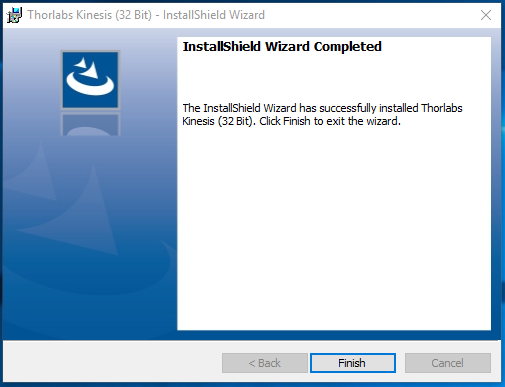 Thorlabs Kinesis (32 Bit) - InstallShield Wizard
InstallShield Wizard Completed
The InstallShield Wizard has successfully installed Thorlabs
Kinesis (32 Bit). Click Finish to exit the wizard.
< Back
Finish
Cancel